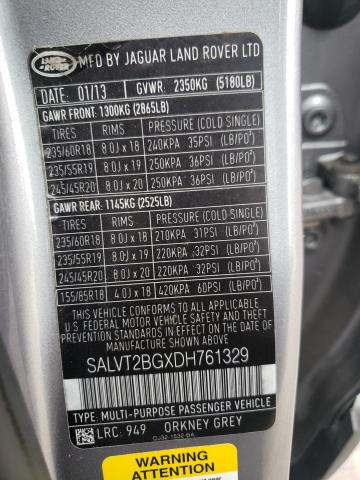 LAND ROVER
MFD BY JAGUAR LAND ROVER LTD
DATE: 01/13 GVWR: 2350KG (5180LB)
GAWR FRONT: 1300KG (2865LB)
TIRES RIMS PRESSURE (COLD SINGLE)
235/60R18 8.0J x 18 240KPA 35PSI (LB/PO²)
235/55R19 8.0J x 19 250KPA 36PSI (LB/PO²)
245/45R20 8.0J x 20 250KPA 36PSI (LB/PO²)
GAWR REAR: 1145KG (2525LB)
TIRES RIMS PRESSURE (COLD SINGLE)
235/60R18 8.0J x 18 210KPA 31PSI (LB/PO²)
235/55R19 8.0J x 19 220KPA 32PSI (LB/PO²)
245/45R20 8.0J x 20 220KPA 32PSI (LB/PO²)
155/85R18 4.0J x 18 420KPA 60PSI (LB/PO²)
THIS VEHICLE CONFORMS TO ALL APPLICABLE
FEDERAL MOTOR VEHICLE SAFETY AND THEFT
PREVENTION STANDARDS IN EFFECT ON THE DATE OF
MANUFACTURE SHOWN ABOVE.
SALVT2BGXDH761329
TYPE: MULTI-PURPOSE PASSENGER VEHICLE
LRC: 949 ORKNEY GREY
DJ32 1532 BA
WARNING
ATTENTION